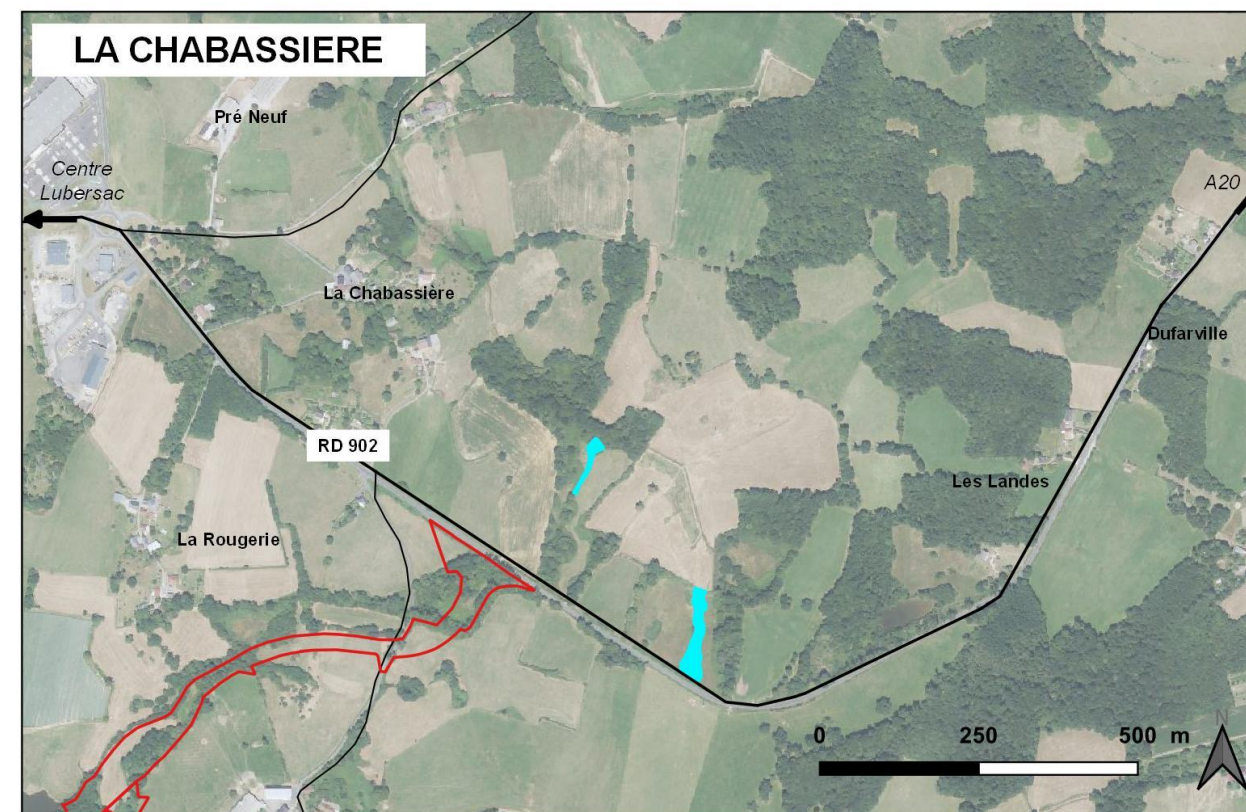 LA CHABASSIERE
Pré Neuf
Centre
Lubersac
A20
La Chabassière
Dufarville
RD 902
Les Landes
La Rougerie
0 250 500 m
N